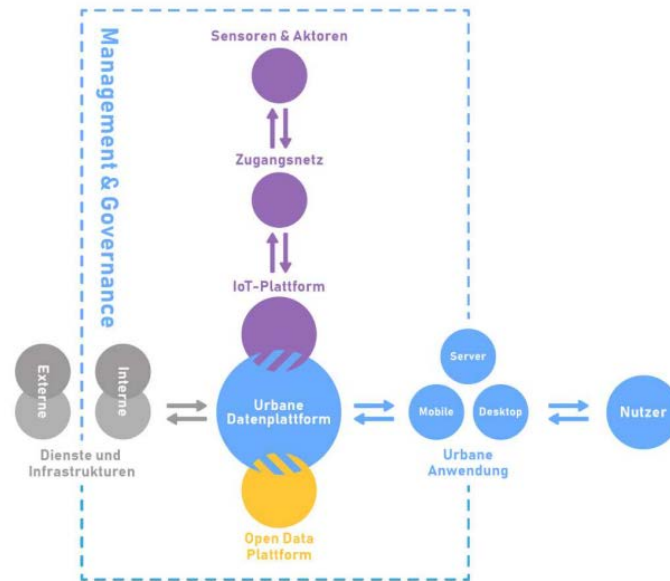 Sensoren & Aktoren
Management & Governance
Zugangsnetz
IoT-Plattform
Externe
Interne
Urbane
Datenplattform
Server
Mobile
Desktop
Nutzer
Dienste und
Infrastrukturen
Urbane
Anwendung
Open Data
Plattform